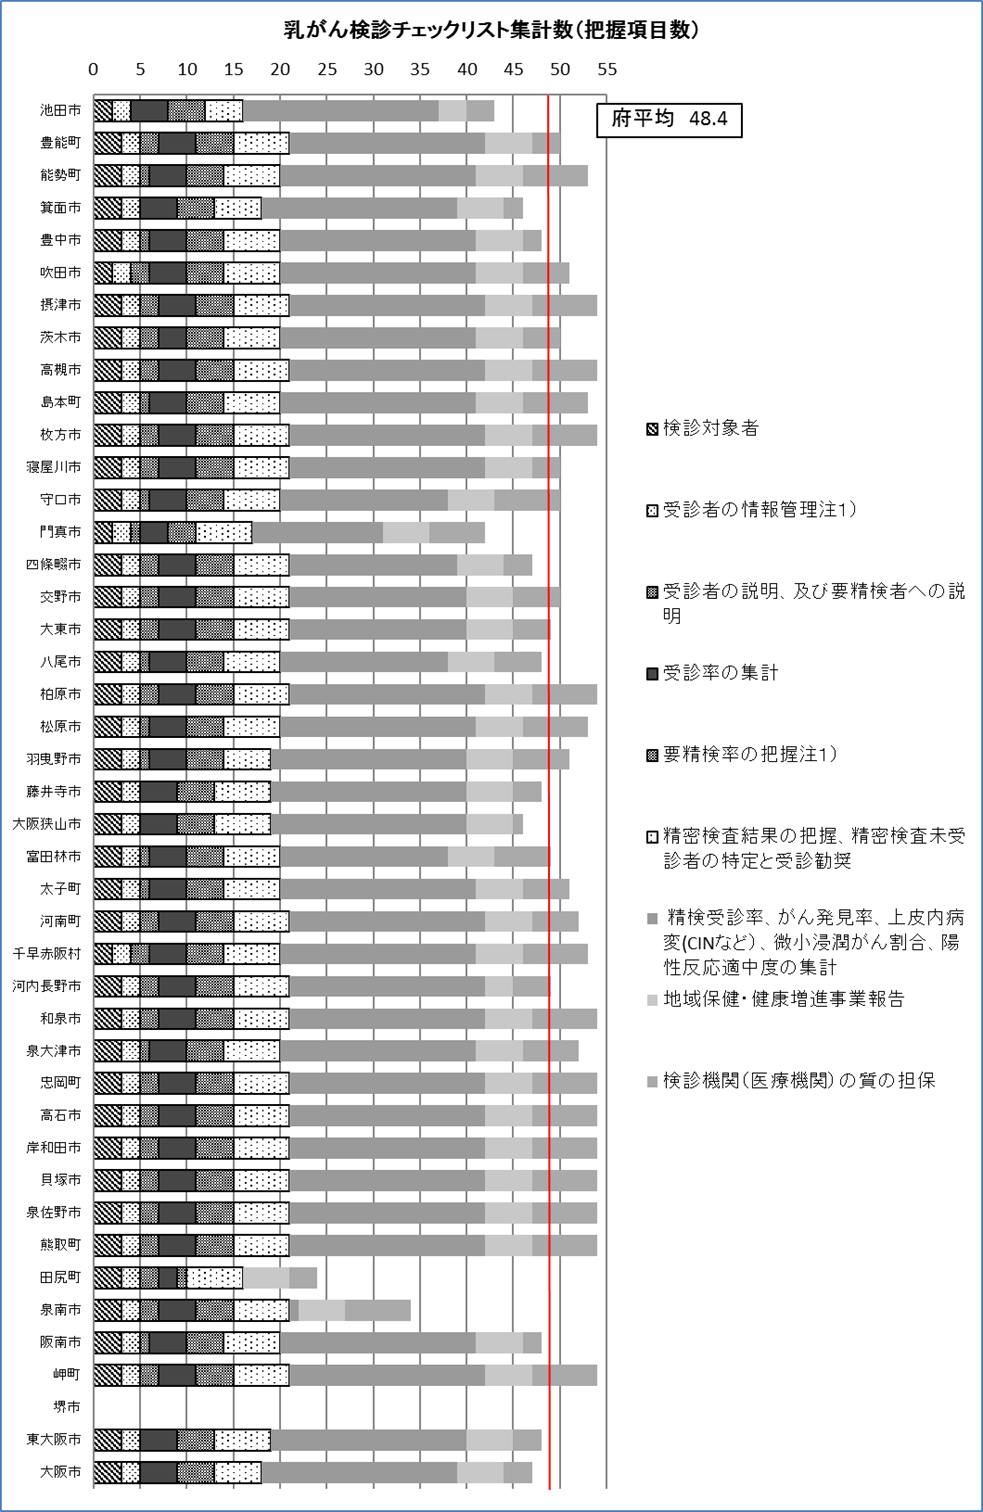 乳がん検診チェックリスト集計数（把握項目数）
0 5 10 15 20 25 30 35 40 45 50 55
府平均 48.4
池田市
豊能町
能勢町
箕面市
豊中市
吹田市
摂津市
茨木市
高槻市
島本町
枚方市
寝屋川市
守口市
門真市
四條畷市
交野市
大東市
八尾市
柏原市
松原市
羽曳野市
藤井寺市
大阪狭山市
富田林市
太子町
河南町
千早赤阪村
河内長野市
和泉市
泉大津市
忠岡町
高石市
岸和田市
貝塚市
泉佐野市
熊取町
田尻町
泉南市
阪南市
岬町
堺市
東大阪市
大阪市
検診対象者
受診者の情報管理注1）
受診者の説明、及び要精検者への説
明
受診率の集計
要精検率の把握注1）
精密検査結果の把握、精密検査未受
診者の特定と受診勧奨
精検受診率、がん発見率、上皮内病
変(CINなど）、微小浸潤がん割合、陽
性反応適中度の集計
地域保健・健康増進事業報告
検診機関（医療機関）の質の担保